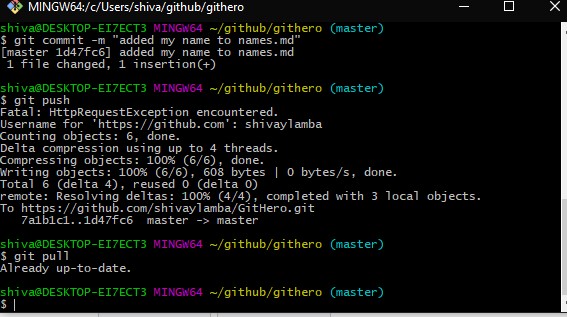 MINGW64:/c/Users/shiva/github/githero
shiva@DESKTOP-EI7ECT3 MINGW64 ~/github/githero (master)
$ git commit -m "added my name to names.md"
[master 1d47fc6] added my name to names.md
 1 file changed, 1 insertion(+)
shiva@DESKTOP-EI7ECT3 MINGW64 ~/github/githero (master)
$ git push
Fatal: HttpRequestException encountered.
Username for 'https://github.com': shivaylamba
Counting objects: 6, done.
Delta compression using up to 4 threads.
Compressing objects: 100% (6/6), done.
Writing objects: 100% (6/6), 608 bytes | 0 bytes/s, done.
Total 6 (delta 4), reused 0 (delta 0)
remote: Resolving deltas: 100% (4/4), completed with 3 local objects.
To https://github.com/shivaylamba/GitHero.git
   7a1b1c1..1d47fc6  master -> master
shiva@DESKTOP-EI7ECT3 MINGW64 ~/github/githero (master)
$ git pull
Already up-to-date.
shiva@DESKTOP-EI7ECT3 MINGW64 ~/github/githero (master)
$